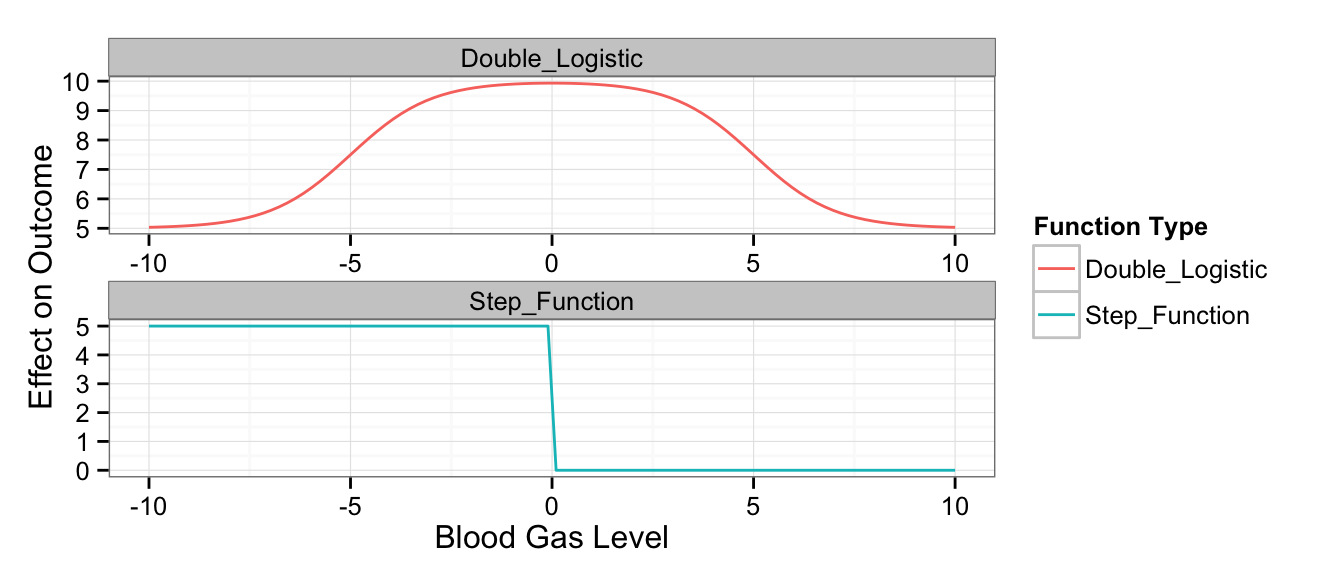 Double_Logistic
10
9
8
7
6
5
-10 -5 0 5 10
Step_Function
5
4
3
2
1
0
-10 -5 0 5 10
Blood Gas Level
Effect on Outcome
Function Type
Double_Logistic
Step_Function